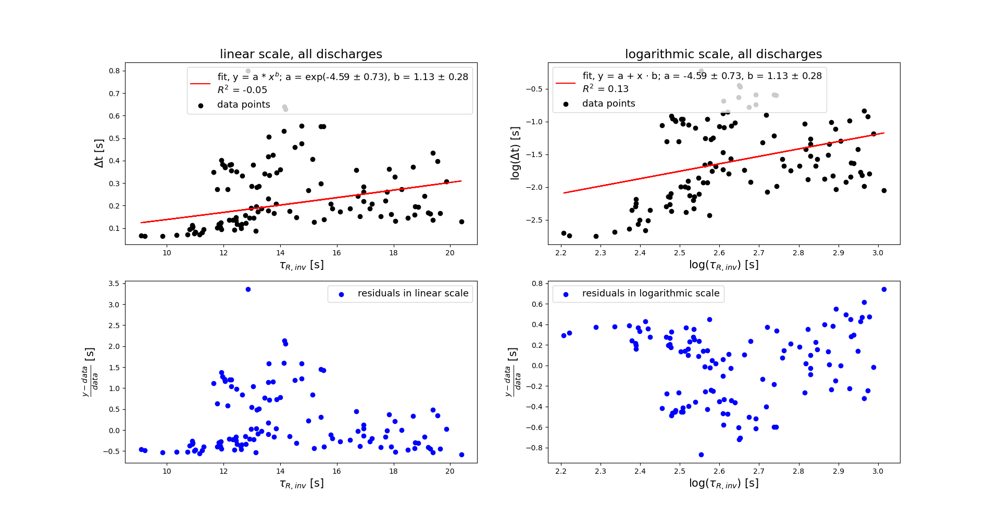 linear scale, all discharges
fit, y = a * x^b; a = exp(-4.59 ± 0.73), b = 1.13 ± 0.28
R² = -0.05
data points
Δt [s]
0.8
0.7
0.6
0.5
0.4
0.3
0.2
0.1
10 12 14 16 18 20
τ_{R, inv} [s]
logarithmic scale, all discharges
fit, y = a + x · b; a = -4.59 ± 0.73, b = 1.13 ± 0.28
R² = 0.13
data points
log(Δt) [s]
−0.5
−1.0
−1.5
−2.0
−2.5
2.2 2.3 2.4 2.5 2.6 2.7 2.8 2.9 3.0
log(τ_{R, inv}) [s]
residuals in linear scale
y − data
data
[s]
3.5
3.0
2.5
2.0
1.5
1.0
0.5
0.0
−0.5
10 12 14 16 18 20
τ_{R, inv} [s]
residuals in logarithmic scale
y − data
data
[s]
0.8
0.6
0.4
0.2
0.0
−0.2
−0.4
−0.6
−0.8
2.2 2.3 2.4 2.5 2.6 2.7 2.8 2.9 3.0
log(τ_{R, inv}) [s]